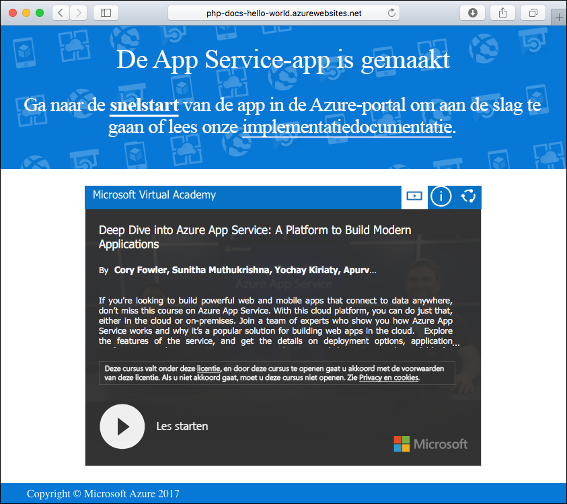 php-docs-hello-world.azurewebsites.net
De App Service-app is gemaakt
Ga naar de snelstart van de app in de Azure-portal om aan de slag te
gaan of lees onze implementatiedocumentatie.
Microsoft Virtual Academy
Deep Dive into Azure App Service: A Platform to Build Modern
Applications
By Cory Fowler, Sunitha Muthukrishna, Yochay Kiriaty, Apurv...
If you're looking to build powerful web and mobile apps that connect to data anywhere,
don't miss this course on Azure App Service. With this cloud platform, you can do just that,
either in the cloud or on-premises. Join a team of experts who show you how Azure App
Service works and why it's a popular solution for building web apps in the cloud. Explore
the features of the service, and get the details on deployment options, application
Deze cursus valt onder deze licentie, en door deze cursus te openen gaat u akkoord met de voorwaarden
van deze licentie. Als u niet akkoord gaat, moet u deze cursus niet openen. Zie Privacy en cookies.
Les starten
Microsoft
Copyright © Microsoft Azure 2017